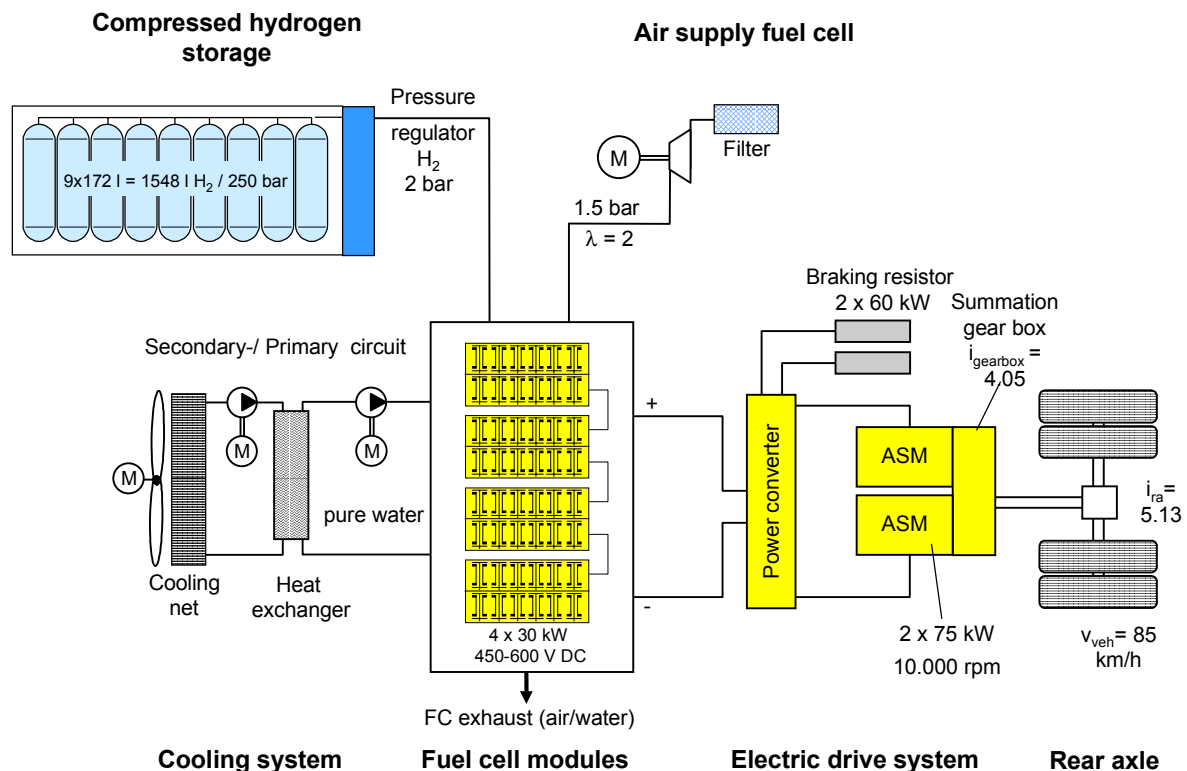 Compressed hydrogen
storage
Air supply fuel cell
Pressure
regulator
H2
2 bar
9x172 l = 1548 l H2 / 250 bar
M
Filter
1.5 bar
λ = 2
Braking resistor
2 x 60 kW
Summation
gear box
igearbox =
4.05
Secondary-/ Primary circuit
M
M
M
pure water
Cooling
net
Heat
exchanger
+
-
4 x 30 kW
450-600 V DC
Power converter
ASM
ASM
ira=
5.13
2 x 75 kW
10.000 rpm
vveh= 85
km/h
FC exhaust (air/water)
Cooling system
Fuel cell modules
Electric drive system
Rear axle